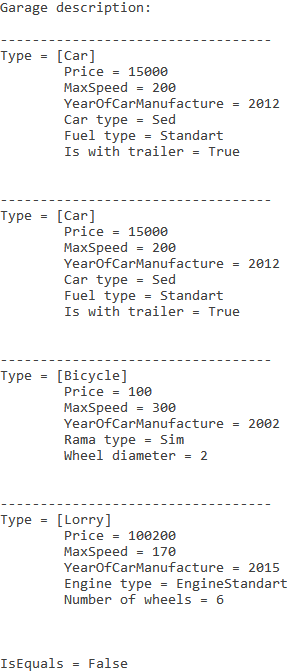 Garage description:
----------------------------------
Type = [Car]
Price = 15000
MaxSpeed = 200
YearOfCarManufacture = 2012
Car type = Sed
Fuel type = Standart
Is with trailer = True
----------------------------------
Type = [Car]
Price = 15000
MaxSpeed = 200
YearOfCarManufacture = 2012
Car type = Sed
Fuel type = Standart
Is with trailer = True
----------------------------------
Type = [Bicycle]
Price = 100
MaxSpeed = 300
YearOfCarManufacture = 2002
Rama type = Sim
Wheel diameter = 2
----------------------------------
Type = [Lorry]
Price = 100200
MaxSpeed = 170
YearOfCarManufacture = 2015
Engine type = EngineStandart
Number of wheels = 6
IsEquals = False